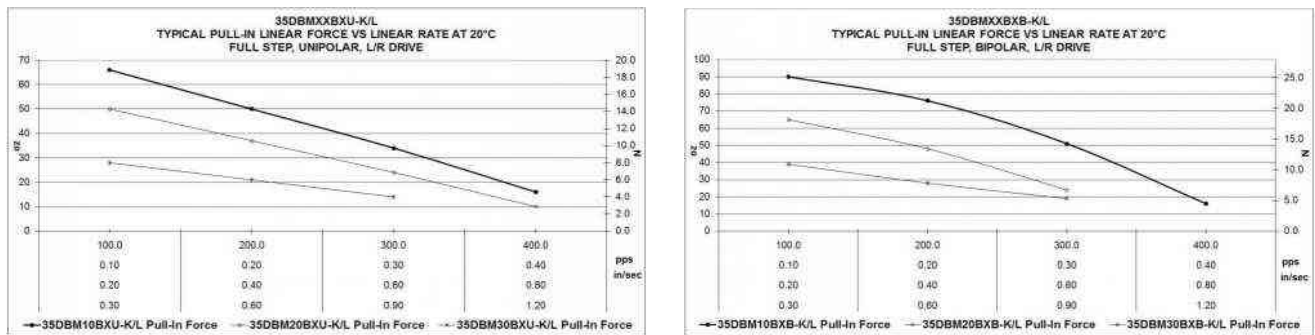 35DBMXXBXU-K/L
TYPICAL PULL-IN LINEAR FORCE VS LINEAR RATE AT 20°C
FULL STEP, UNIPOLAR, L/R DRIVE
70
60
50
40
30
20
10
0
oz
20.0
18.0
16.0
14.0
12.0
10.0
8.0
6.0
4.0
2.0
0.0
N
100.0 200.0 300.0 400.0
pps
0.10 0.20 0.30 0.40
in/sec
0.20 0.40 0.60 0.80
0.30 0.60 0.90 1.20
35DBM10BXU-K/L Pull-In Force 35DBM20BXU-K/L Pull-In Force 35DBM30BXU-K/L Pull-In Force
35DBMXXBXB-K/L
TYPICAL PULL-IN LINEAR FORCE VS LINEAR RATE AT 20°C
FULL STEP, BIPOLAR, L/R DRIVE
100
90
80
70
60
50
40
30
20
10
0
oz
25.0
20.0
15.0
10.0
5.0
0.0
N
100.0 200.0 300.0 400.0
pps
0.10 0.20 0.30 0.40
in/sec
0.20 0.40 0.60 0.80
0.30 0.60 0.90 1.20
35DBM10BXB-K/L Pull-In Force 35DBM20BXB-K/L Pull-In Force 35DBM30BXB-K/L Pull-In Force